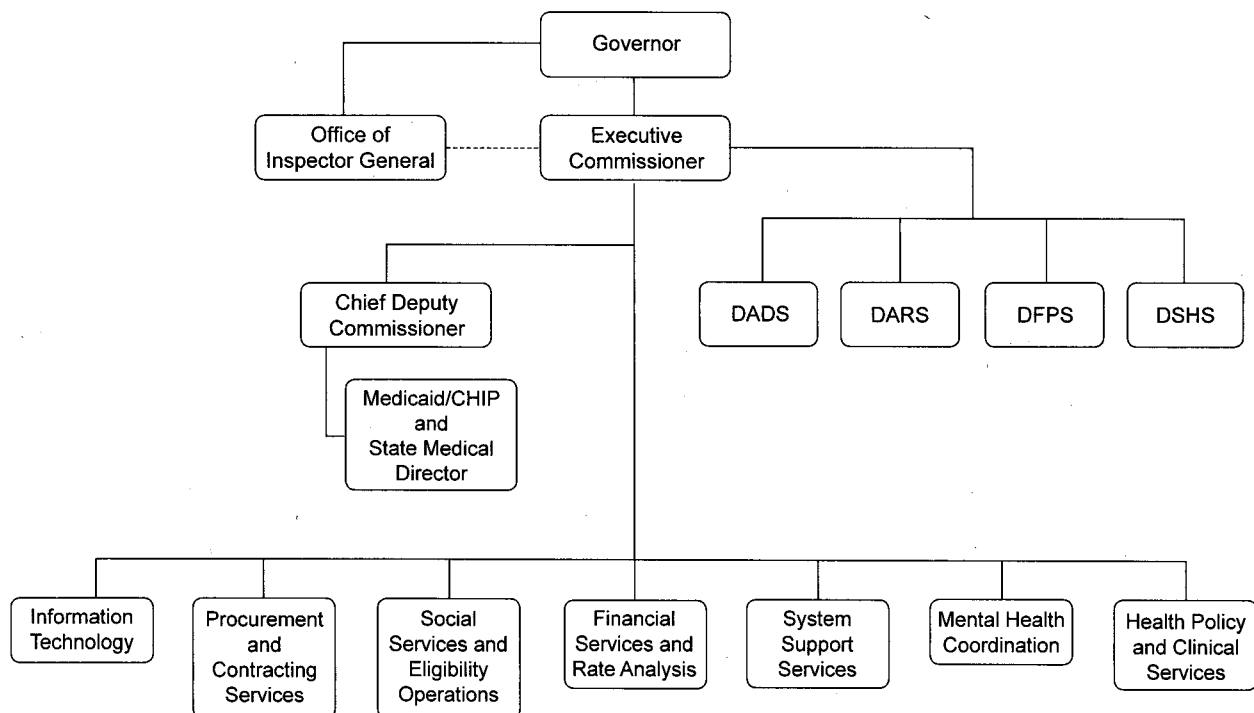 Governor
Office of
Inspector General
Executive
Commissioner
Chief Deputy
Commissioner
DADS
DARS
DFPS
DSHS
Medicaid/CHIP
and
State Medical
Director
Information
Technology
Procurement
and
Contracting
Services
Social
Services and
Eligibility
Operations
Financial
Services and
Rate Analysis
System
Support
Services
Mental Health
Coordination
Health Policy
and Clinical
Services